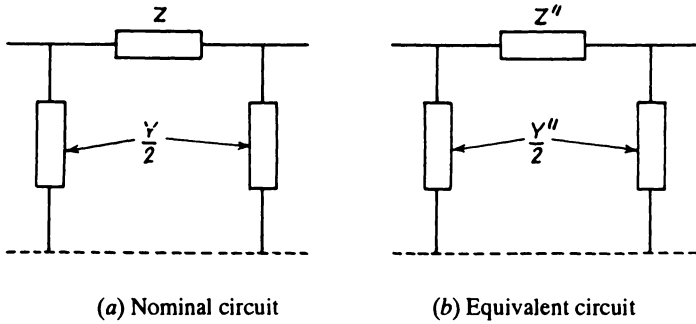 Z
Y
2
(a) Nominal circuit
Z"
Y"
2
(b) Equivalent circuit